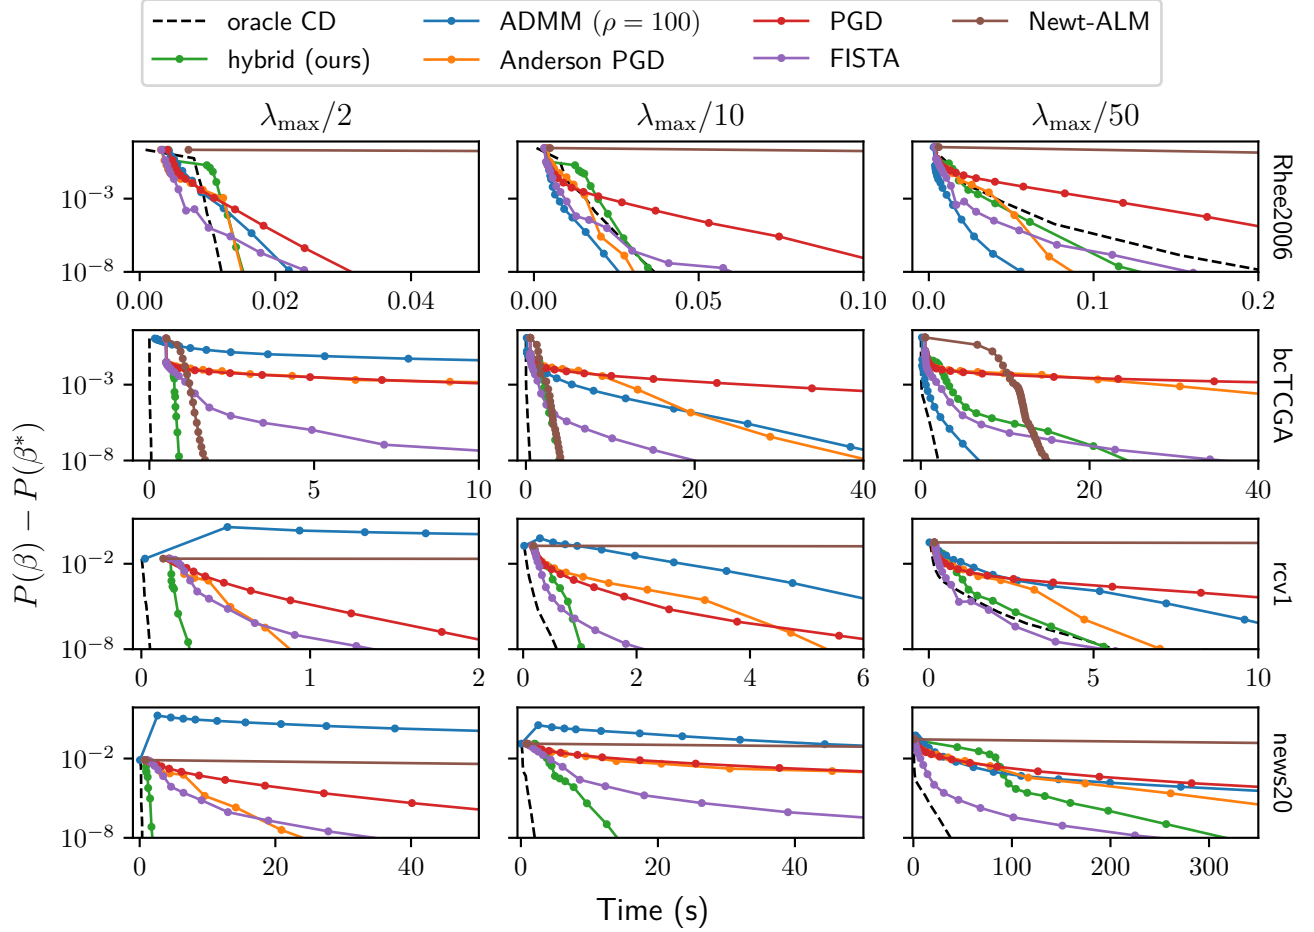 oracle CD ADMM (ρ = 100) PGD Newt-ALM
hybrid (ours) Anderson PGD FISTA
λmax/2 λmax/10 λmax/50
10⁻³
10⁻⁸
0.00 0.02 0.04 0.00 0.05 0.10 0.0 0.1 0.2
Rhee2006
10⁻³
10⁻⁸
0 5 10 0 20 40 0 20 40
bcTCGA
P(β) − P(β*)
10⁻²
10⁻⁸
0 1 2 0 2 4 6 0 5 10
rcv1
10⁻²
10⁻⁸
0 20 40 0 20 40 0 100 200 300
news20
Time (s)